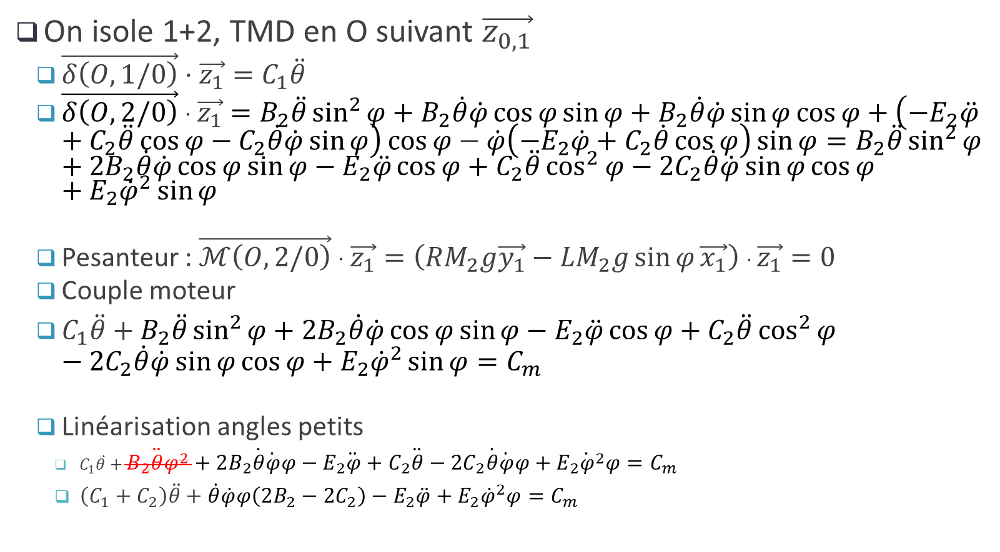 ❑ On isole 1+2, TMD en O suivant $\overrightarrow{z_{0,1}}$
❑ $\overrightarrow{\delta(O,1/0)} \cdot \overrightarrow{z_1} = C_1\ddot{\theta}$
❑ $\overrightarrow{\delta(O,2/0)} \cdot \overrightarrow{z_1} = B_2\ddot{\theta}\sin^2\varphi + B_2\dot{\theta}\dot{\varphi}\cos\varphi\sin\varphi + B_2\dot{\theta}\dot{\varphi}\sin\varphi\cos\varphi + (-E_2\ddot{\varphi}$
$+ C_2\ddot{\theta}\cos\varphi - C_2\dot{\theta}\dot{\varphi}\sin\varphi)\cos\varphi - \dot{\varphi}(-E_2\dot{\varphi} + C_2\dot{\theta}\cos\varphi)\sin\varphi = B_2\ddot{\theta}\sin^2\varphi$
$+ 2B_2\dot{\theta}\dot{\varphi}\cos\varphi\sin\varphi - E_2\ddot{\varphi}\cos\varphi + C_2\ddot{\theta}\cos^2\varphi - 2C_2\dot{\theta}\dot{\varphi}\sin\varphi\cos\varphi$
$+ E_2\dot{\varphi}^2\sin\varphi$
❑ Pesanteur : $\overrightarrow{\mathcal{M}(O,2/0)} \cdot \overrightarrow{z_1} = (RM_2g\overrightarrow{y_1} - LM_2g\sin\varphi\,\overrightarrow{x_1}) \cdot \overrightarrow{z_1} = 0$
❑ Couple moteur
❑ $C_1\ddot{\theta} + B_2\ddot{\theta}\sin^2\varphi + 2B_2\dot{\theta}\dot{\varphi}\cos\varphi\sin\varphi - E_2\ddot{\varphi}\cos\varphi + C_2\ddot{\theta}\cos^2\varphi$
$- 2C_2\dot{\theta}\dot{\varphi}\sin\varphi\cos\varphi + E_2\dot{\varphi}^2\sin\varphi = C_m$
❑ Linéarisation angles petits
❑ $C_1\ddot{\theta} + B_2\ddot{\theta}\varphi^2 + 2B_2\dot{\theta}\dot{\varphi}\varphi - E_2\ddot{\varphi} + C_2\ddot{\theta} - 2C_2\dot{\theta}\dot{\varphi}\varphi + E_2\dot{\varphi}^2\varphi = C_m$
❑ $(C_1 + C_2)\ddot{\theta} + \dot{\theta}\dot{\varphi}\varphi(2B_2 - 2C_2) - E_2\ddot{\varphi} + E_2\dot{\varphi}^2\varphi = C_m$